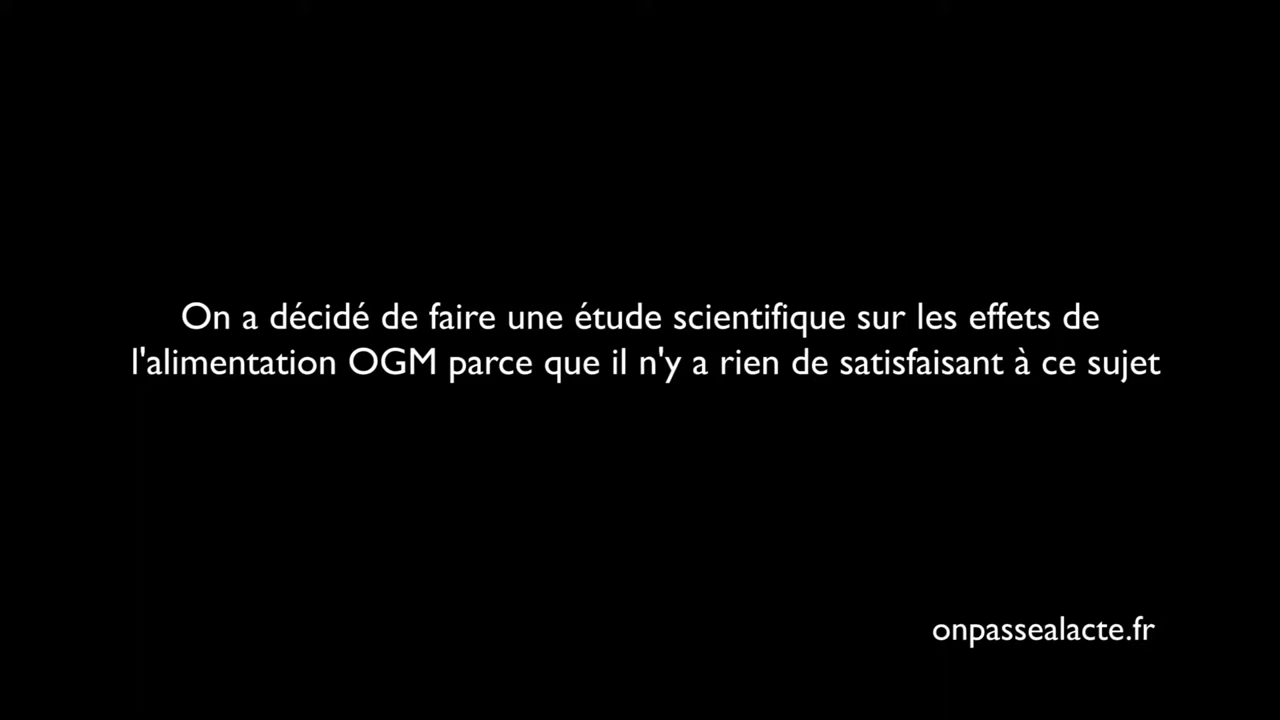 On a décidé de faire une étude scientifique sur les effets de
l'alimentation OGM parce que il n'y a rien de satisfaisant à ce sujet
onpassealacte.fr